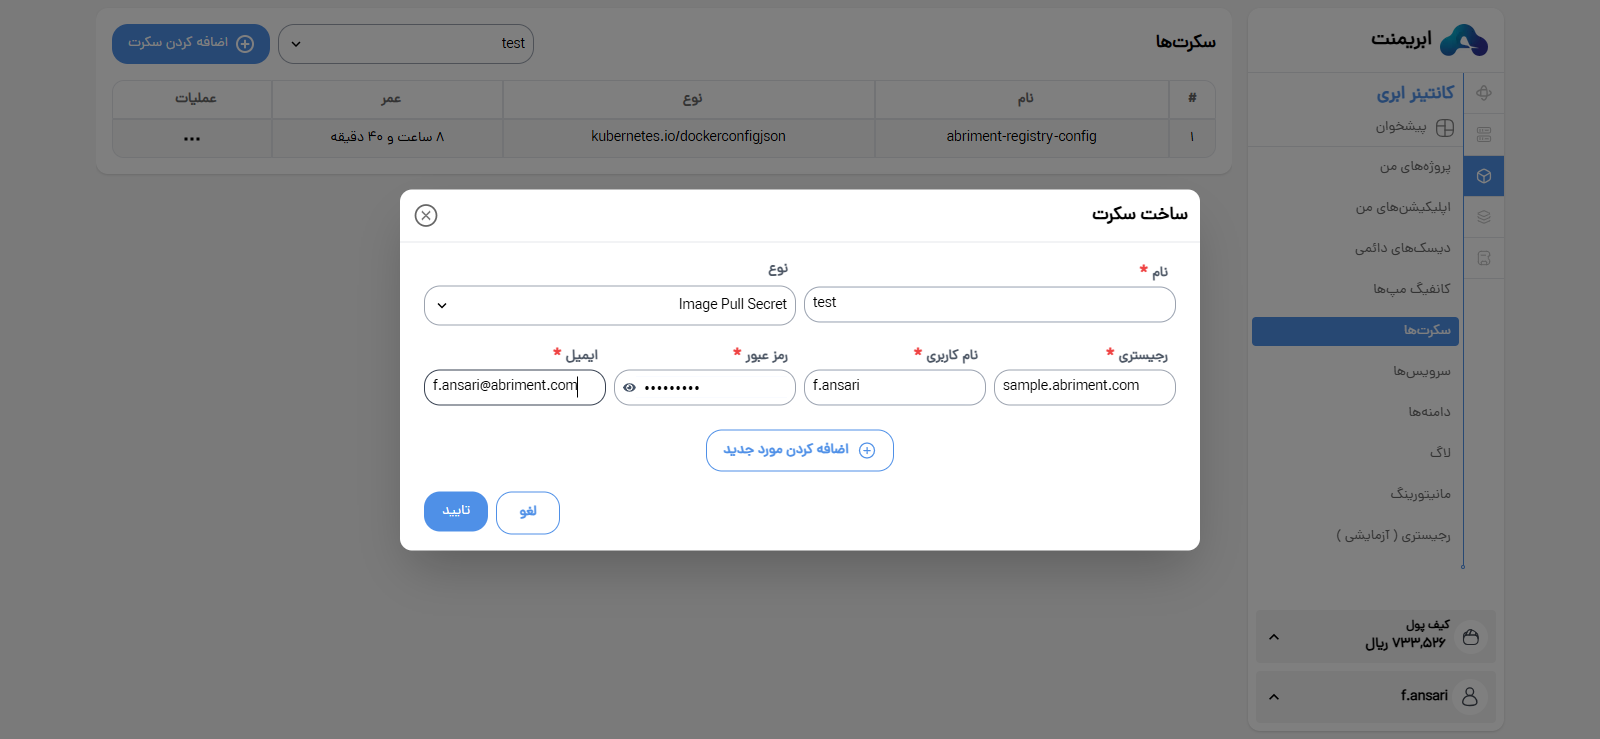 ابریمنت
کانتینر ابری
پیشخوان
پروژه‌های من
اپلیکیشن‌های من
دیسک‌های دائمی
کانفیگ مپ‌ها
سکرت‌ها
سرویس‌ها
دامنه‌ها
لاگ
مانیتورینگ
رجیستری ( آزمایشی )
کیف پول
۷۳۳,۵۲۶ ریال
f.ansari
سکرت‌ها
test
اضافه کردن سکرت
# نام نوع عمر عملیات
۱ abriment-registry-config kubernetes.io/dockerconfigjson ۸ ساعت و ۴۰ دقیقه
ساخت سکرت
نام *
test
نوع
Image Pull Secret
رجیستری *
sample.abriment.com
نام کاربری *
f.ansari
رمز عبور *
•••••••••
ایمیل *
f.ansari@abriment.com
اضافه کردن مورد جدید
لغو
تایید